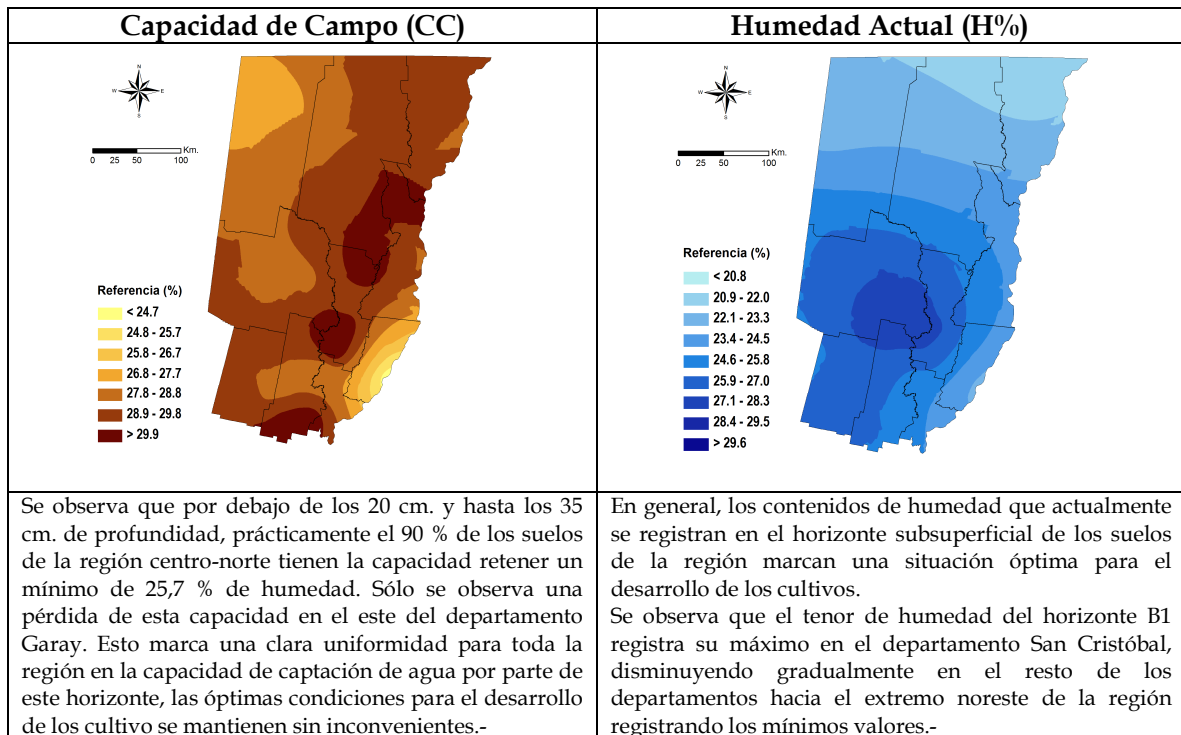 Capacidad de Campo (CC)
N
W
E
S
Km.
0 25 50 100
Referencia (%)
< 24.7
24.8 - 25.7
25.8 - 26.7
26.8 - 27.7
27.8 - 28.8
28.9 - 29.8
> 29.9
Se observa que por debajo de los 20 cm. y hasta los 35
cm. de profundidad, prácticamente el 90 % de los suelos
de la región centro-norte tienen la capacidad retener un
mínimo de 25,7 % de humedad. Sólo se observa una
pérdida de esta capacidad en el este del departamento
Garay. Esto marca una clara uniformidad para toda la
región en la capacidad de captación de agua por parte de
este horizonte, las óptimas condiciones para el desarrollo
de los cultivo se mantienen sin inconvenientes.-
Humedad Actual (H%)
N
W
E
S
Km.
0 25 50 100
Referencia (%)
< 20.8
20.9 - 22.0
22.1 - 23.3
23.4 - 24.5
24.6 - 25.8
25.9 - 27.0
27.1 - 28.3
28.4 - 29.5
> 29.6
En general, los contenidos de humedad que actualmente
se registran en el horizonte subsuperficial de los suelos
de la región marcan una situación óptima para el
desarrollo de los cultivos.
Se observa que el tenor de humedad del horizonte B1
registra su máximo en el departamento San Cristóbal,
disminuyendo gradualmente en el resto de los
departamentos hacia el extremo noreste de la región
registrando los mínimos valores.-